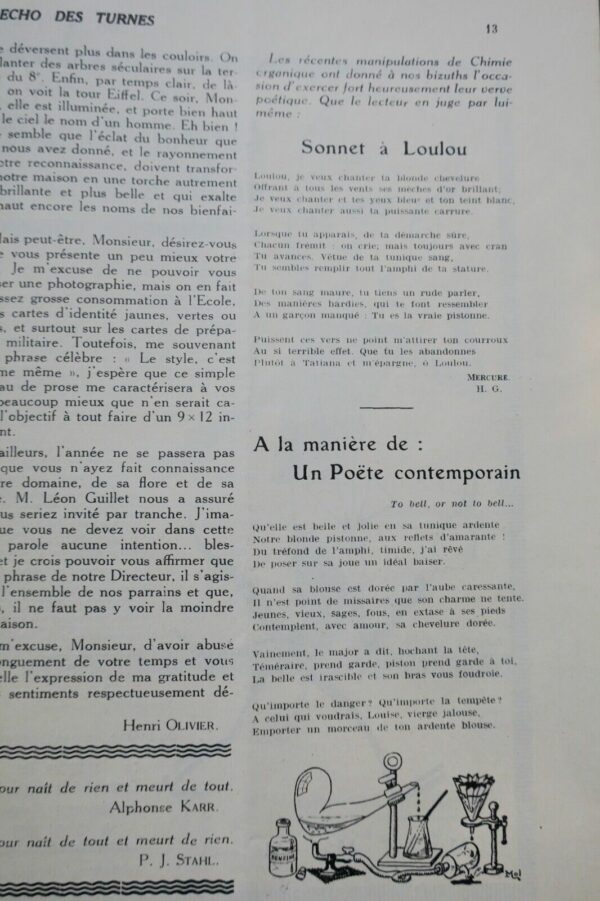 ECHO DES TURNES
13
e déversent plus dans les couloirs. On
lanter des arbres séculaires sur la ter-
du 8e. Enfin, par temps clair, de là-
on voit la tour Eiffel. Ce soir, Mon-
, elle est illuminée, et porte bien haut
le ciel le nom d'un homme. Eh bien !
semble que l'éclat du bonheur que
nous avez donné, et le rayonnement
otre reconnaissance, doivent transfor-
notre maison en une torche autrement
brillante et plus belle et qui exalte
haut encore les noms de nos bienfai-
lais peut-être, Monsieur, désirez-vous
e vous présente un peu mieux votre
Je m'excuse de ne pouvoir vous
er une photographie, mais on en fait
ssez grosse consommation à l'Ecole,
s cartes d'identité jaunes, vertes ou
s, et surtout sur les cartes de prépa-
militaire. Toutefois, me souvenant
phrase célèbre : « Le style, c'est
me même », j'espère que ce simple
au de prose me caractérisera à vos
beaucoup mieux que n'en serait ca-
l'objectif à tout faire d'un 9 × 12 in-
nt.
ailleurs, l'année ne se passera pas
que vous n'ayez fait connaissance
re domaine, de sa flore et de sa
e. M. Léon Guillet nous a assuré
us seriez invité par tranche. J'ima-
que vous ne devez voir dans cette
parole aucune intention... bles-
et je crois pouvoir vous affirmer que
phrase de notre Directeur, il s'agis-
l'ensemble de nos parrains et que,
, il ne faut pas y voir la moindre
aison.
m'excuse, Monsieur, d'avoir abusé
onguement de votre temps et vous
elle l'expression de ma gratitude et
sentiments respectueusement dé-
Henri OLIVIER.
our naît de rien et meurt de tout.
Alphonse KARR.
our naît de tout et meurt de rien.
P. J. STAHL.
Les récentes manipulations de Chimie
organique ont donné à nos bizuths l'occa-
sion d'exercer fort heureusement leur verve
poétique. Que le lecteur en juge par lui-
même :
Sonnet à Loulou
Loulou, je veux chanter ta blonde chevelure
Offrant à tous les vents ses mèches d'or brillant;
Je veux chanter et tes yeux bleus et ton teint blanc,
Je veux chanter aussi ta puissante carrure.
Lorsque tu apparais, de ta démarche sûre,
Chacun fremit : on crie; mais toujours avec cran
Tu avances. Vêtue de ta tunique sang,
Tu sembles remplir tout l'amphi de ta stature.
De ton sang maure, tu tiens un rude parler,
Des manières hardies, qui te font ressembler
A un garçon manqué : Tu es la vraie pistonne.
Puissent ces vers ne point m'attirer ton courroux
Au si terrible effet. Que tu les abandonnes
Plutôt à Tatiana et m'épargne, ô Loulou.
MERCURE.
H. G.
A la manière de :
Un Poëte contemporain
To bell, or not to bell...
Qu'elle est belle et jolie en sa tunique ardente
Notre blonde pistonne, aux reflets d'amarante !
Du tréfond de l'amphi, timide, j'ai rêvé
De poser sur sa joue un idéal baiser.
Quand sa blouse est dorée par l'aube caressante,
Il n'est point de missaires que son charme ne tente.
Jeunes, vieux, sages, fous, en extase à ses pieds
Contemplent, avec amour, sa chevelure dorée.
Vainement, le major a dit, hochant la tête,
Téméraire, prend garde, piston prend garde à toi,
La belle est irascible et son bras vous foudroie.
Qu'importe le danger ? Qu'importe la tempête ?
A celui qui voudrais, Louise, vierge jalouse,
Emporter un morceau de ton ardente blouse.
BENZINE
Mol